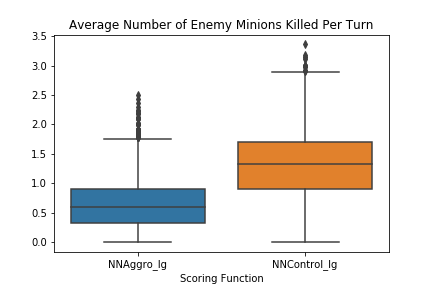 Average Number of Enemy Minions Killed Per Turn
3.5
3.0
2.5
2.0
1.5
1.0
0.5
0.0
NNAggro_lg NNControl_lg
Scoring Function